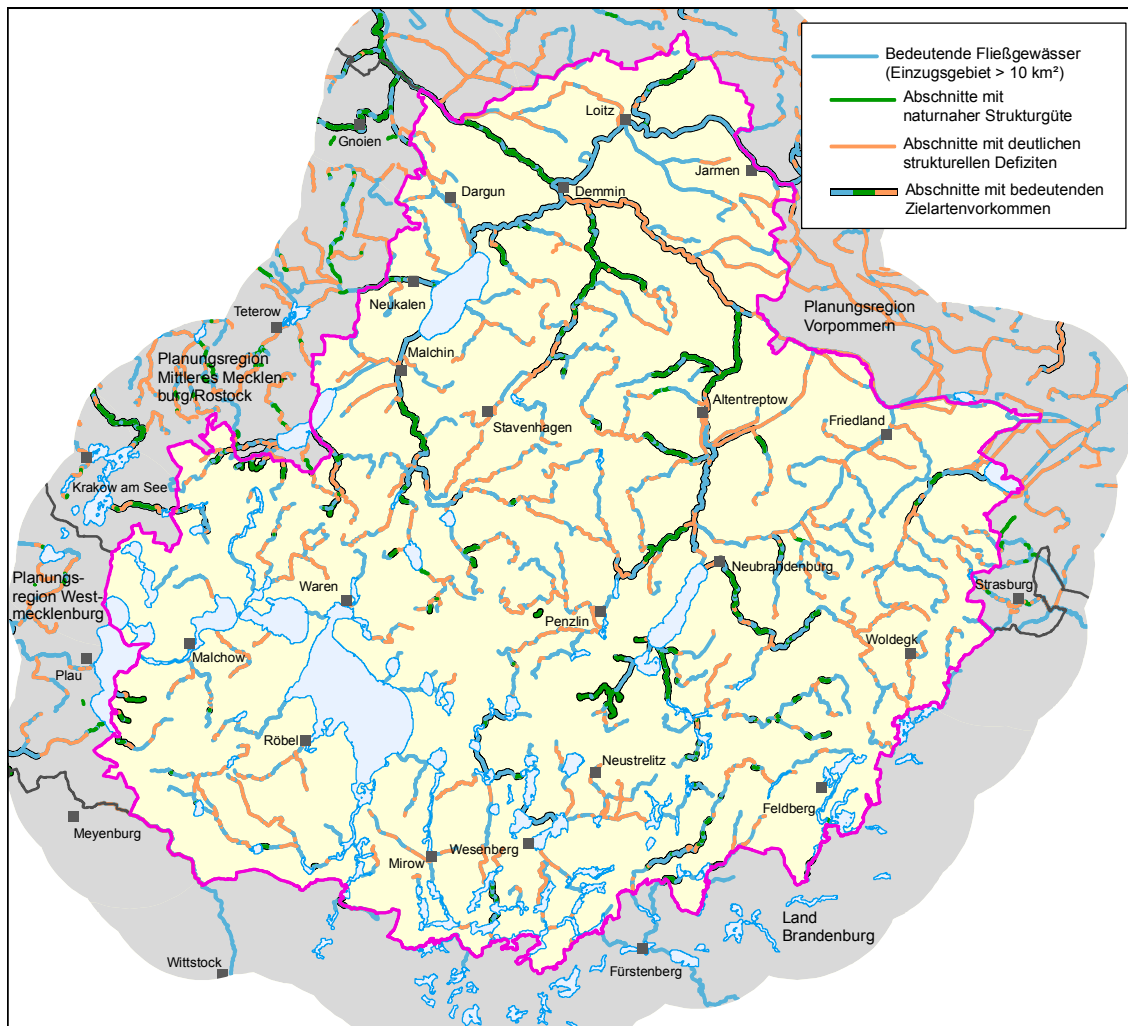 Bedeutende Fließgewässer
(Einzugsgebiet > 10 km²)
Abschnitte mit
naturnaher Strukturgüte
Abschnitte mit deutlichen
strukturellen Defiziten
Abschnitte mit bedeutenden
Zielartenvorkommen
Loitz
Gnoien
Jarmen
Dargun
Demmin
Neukalen
Teterow
Planungsregion
Vorpommern
Planungsregion
Mittleres Mecklen-
burg/Rostock
Malchin
Altentreptow
Stavenhagen
Friedland
Krakow am See
Neubrandenburg
Planungs-
region West-
mecklenburg
Waren
Strasburg
Penzlin
Woldegk
Malchow
Plau
Röbel
Neustrelitz
Feldberg
Meyenburg
Wesenberg
Mirow
Land
Brandenburg
Wittstock
Fürstenberg